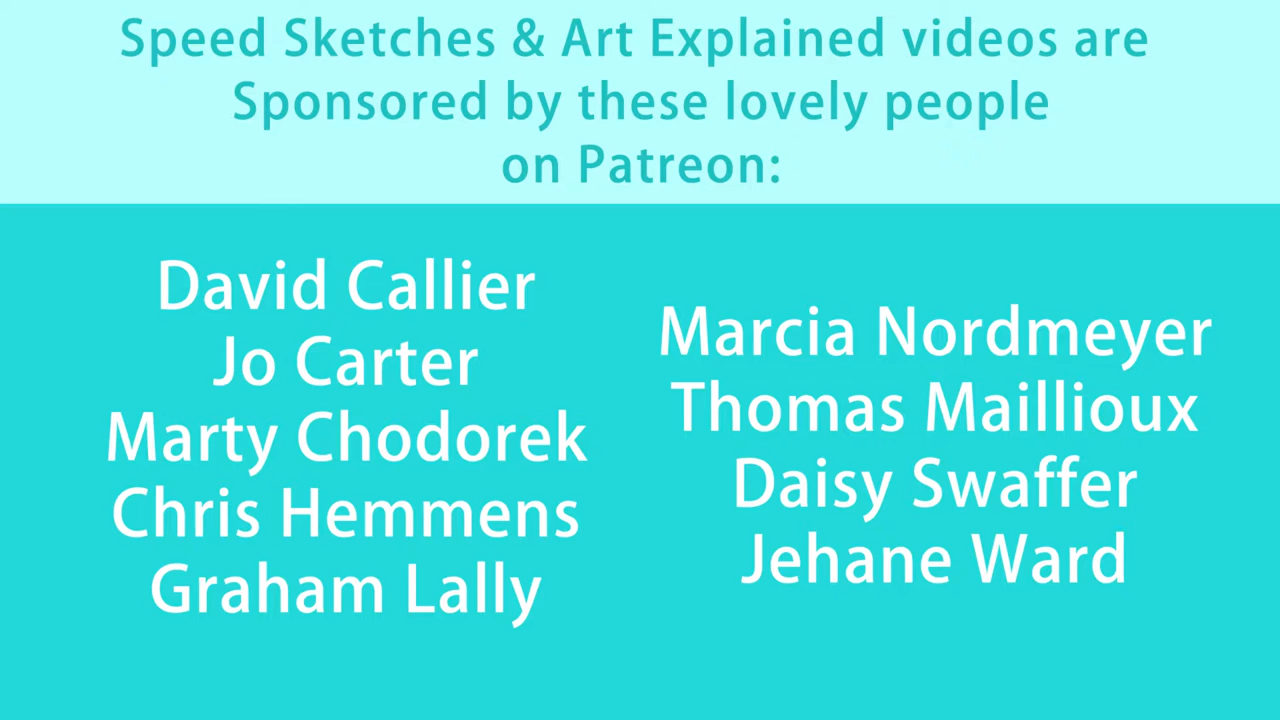 Speed Sketches & Art Explained videos are
Sponsored by these lovely people
on Patreon:
David Callier
Jo Carter
Marty Chodorek
Chris Hemmens
Graham Lally
Marcia Nordmeyer
Thomas Maillioux
Daisy Swaffer
Jehane Ward